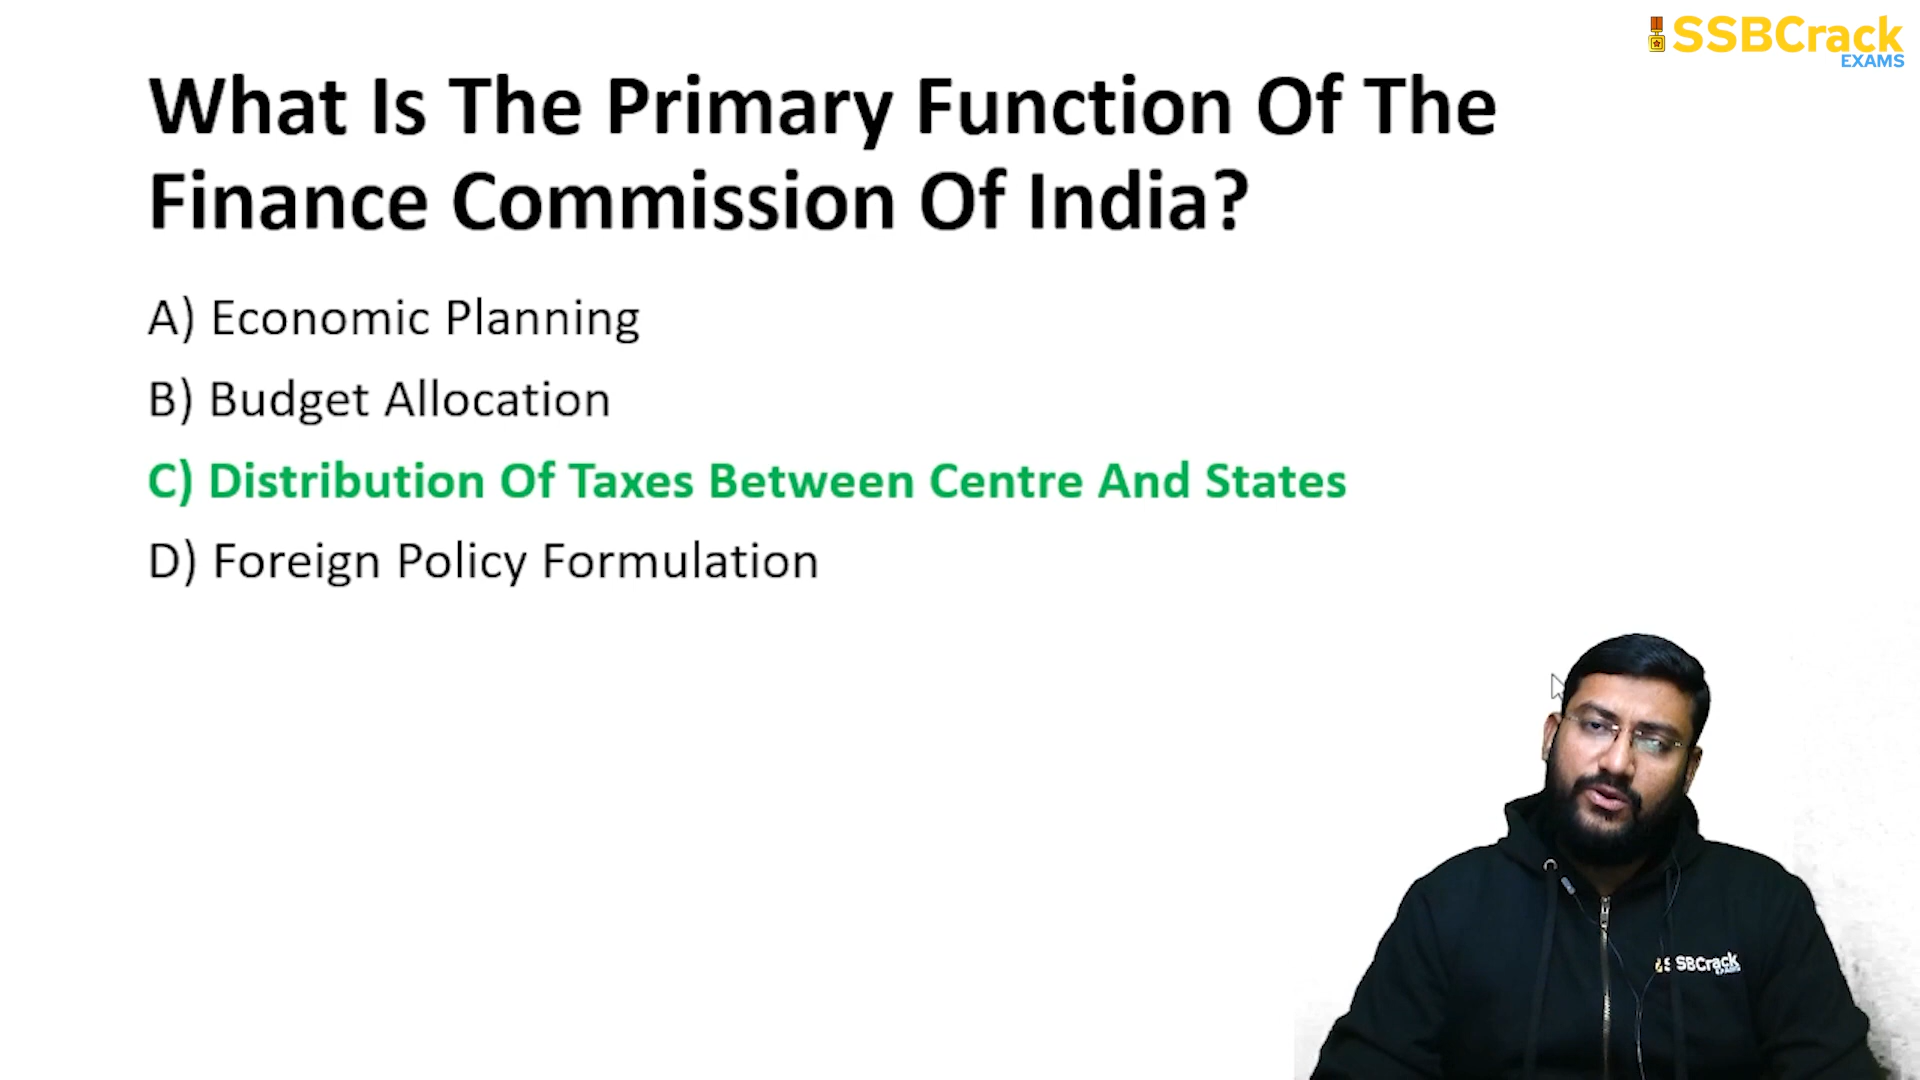 SSBCrack
EXAMS
What Is The Primary Function Of The
Finance Commission Of India?
A) Economic Planning
B) Budget Allocation
C) Distribution Of Taxes Between Centre And States
D) Foreign Policy Formulation
SSBCrack
EXAMS